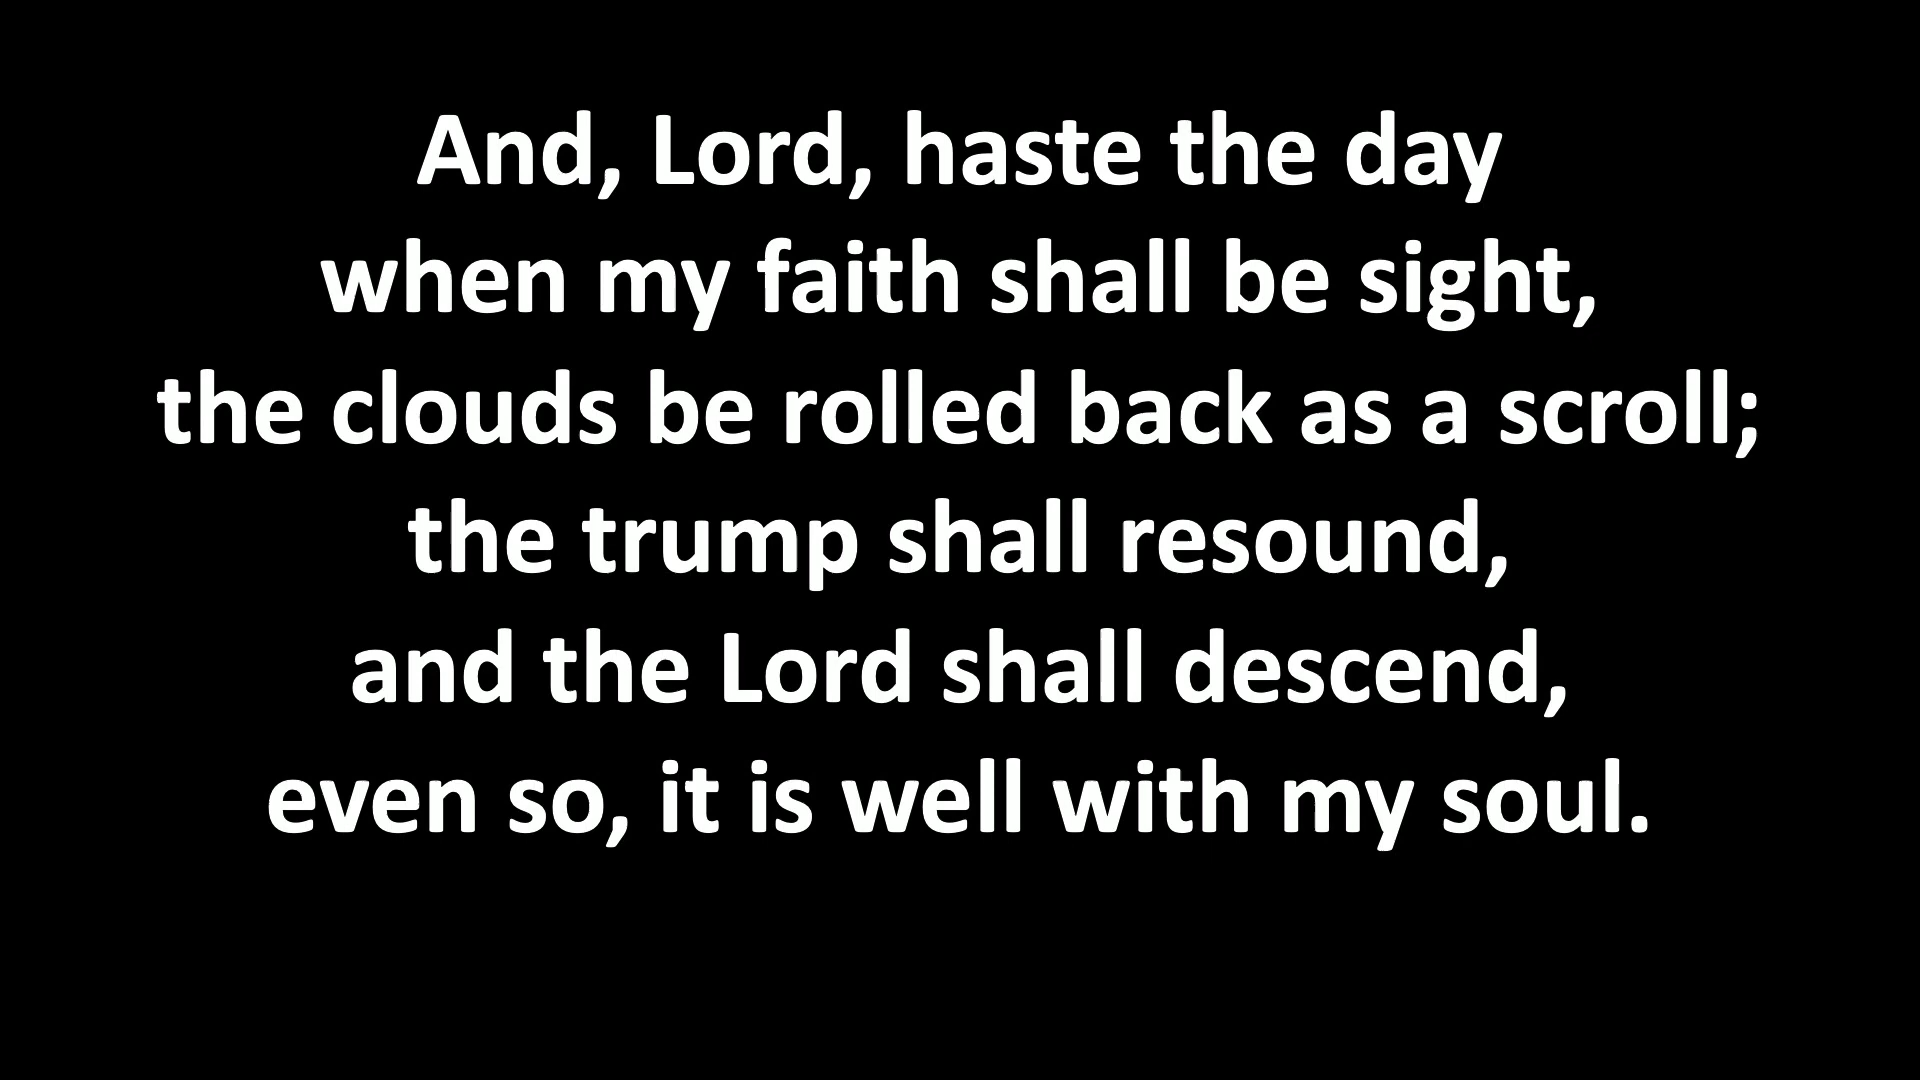 And, Lord, haste the day
when my faith shall be sight,
the clouds be rolled back as a scroll;
the trump shall resound,
and the Lord shall descend,
even so, it is well with my soul.